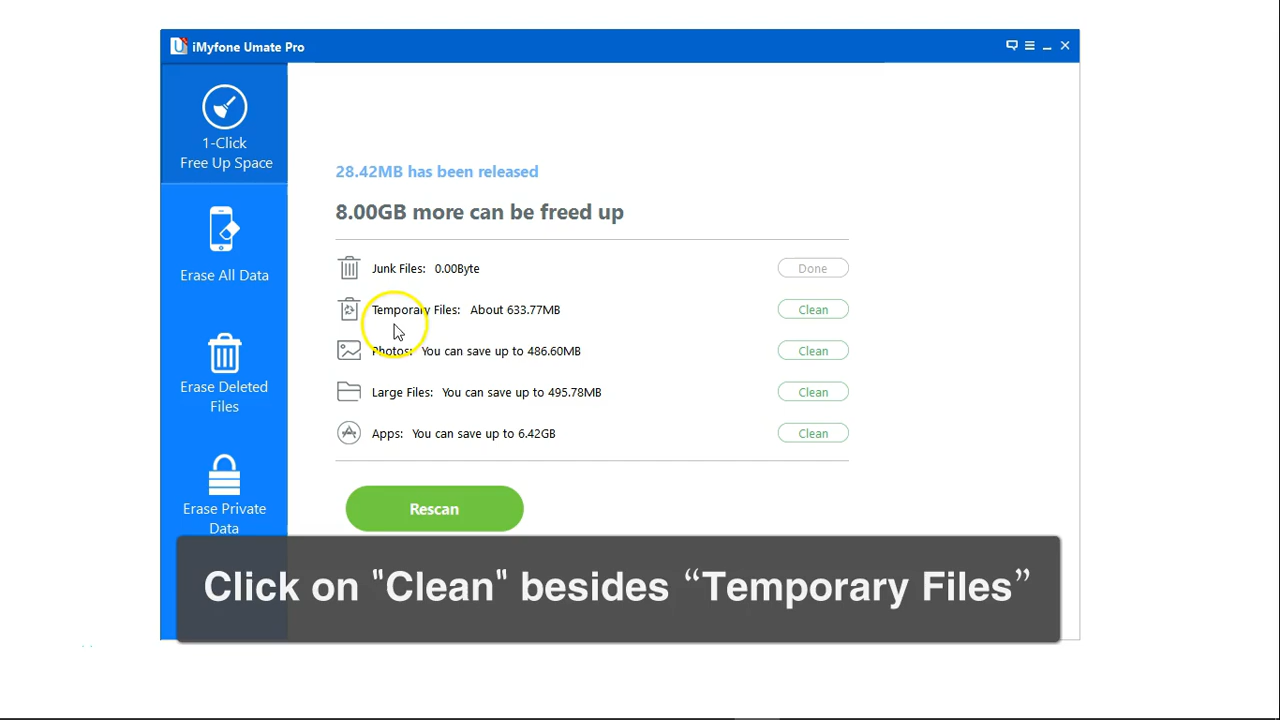 iMyfone Umate Pro
1-Click
Free Up Space
Erase All Data
Erase Deleted
Files
Erase Private
Data
28.42MB has been released
8.00GB more can be freed up
Junk Files: 0.00Byte
Done
Temporary Files: About 633.77MB
Clean
Photos: You can save up to 486.60MB
Clean
Large Files: You can save up to 495.78MB
Clean
Apps: You can save up to 6.42GB
Clean
Rescan
Click on "Clean" besides “Temporary Files”